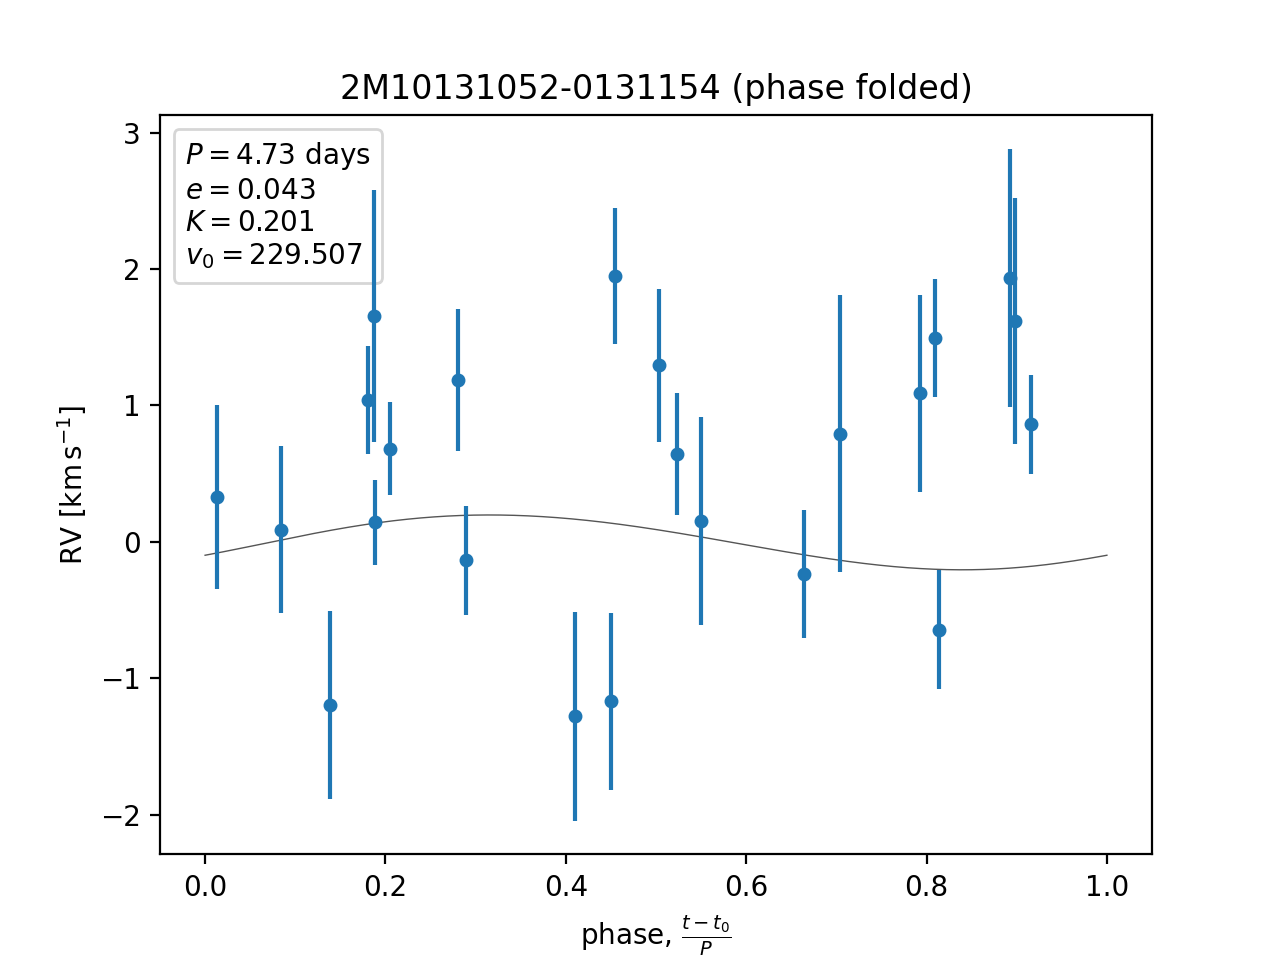 2M10131052-0131154 (phase folded)
P = 4.73 days
e = 0.043
K = 0.201
v₀ = 229.507
3
2
1
0
−1
−2
RV [km s⁻¹]
0.0 0.2 0.4 0.6 0.8 1.0
phase, (t − t₀)/P